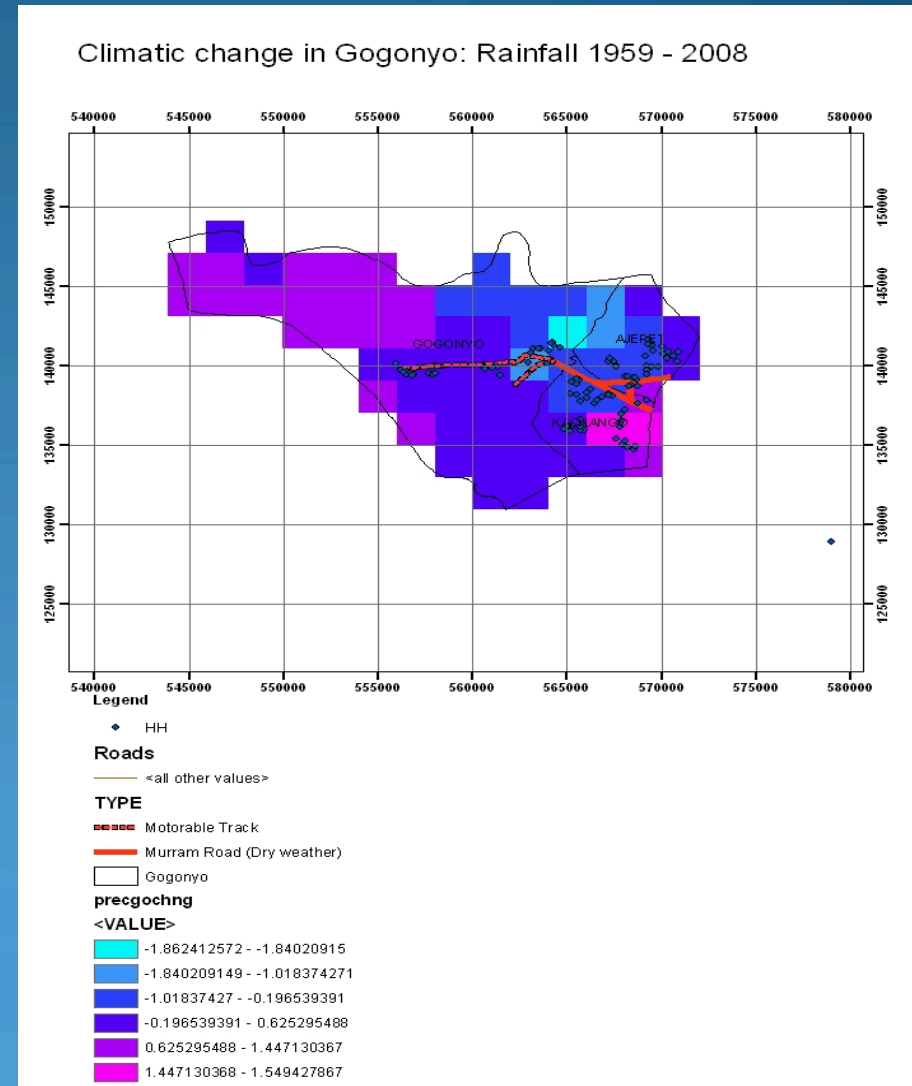 Climatic change in Gogonyo: Rainfall 1959 - 2008
540000 545000 550000 555000 560000 565000 570000 575000 580000
150000 150000
145000 145000
GOGONYO AJERET
140000 140000
135000 135000
130000 130000
125000 125000
540000 545000 550000 555000 560000 565000 570000 575000 580000
Legend
HH
Roads
<all other values>
TYPE
Motorable Track
Murram Road (Dry weather)
Gogonyo
precgochng
<VALUE>
-1.862412572 - -1.84020915
-1.840209149 - -1.018374271
-1.01837427 - -0.196539391
-0.196539391 - 0.625295488
0.625295488 - 1.447130367
1.447130368 - 1.549427867